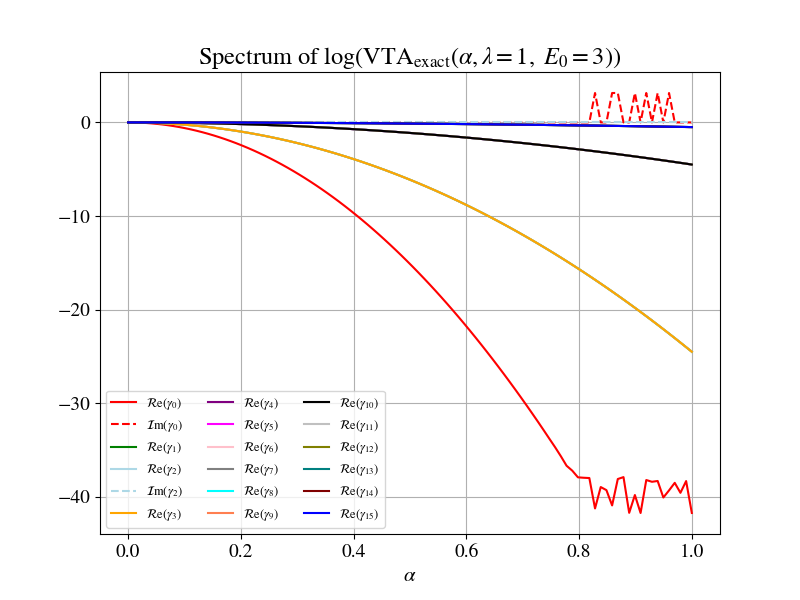 Spectrum of log(VTA_exact(α, λ = 1, E₀ = 3))
0
−10
−20
−30
−40
0.0 0.2 0.4 0.6 0.8 1.0
α
ℛe(γ₀) ℛe(γ₄) ℛe(γ₁₀)
ℐm(γ₀) ℛe(γ₅) ℛe(γ₁₁)
ℛe(γ₁) ℛe(γ₆) ℛe(γ₁₂)
ℛe(γ₂) ℛe(γ₇) ℛe(γ₁₃)
ℐm(γ₂) ℛe(γ₈) ℛe(γ₁₄)
ℛe(γ₃) ℛe(γ₉) ℛe(γ₁₅)